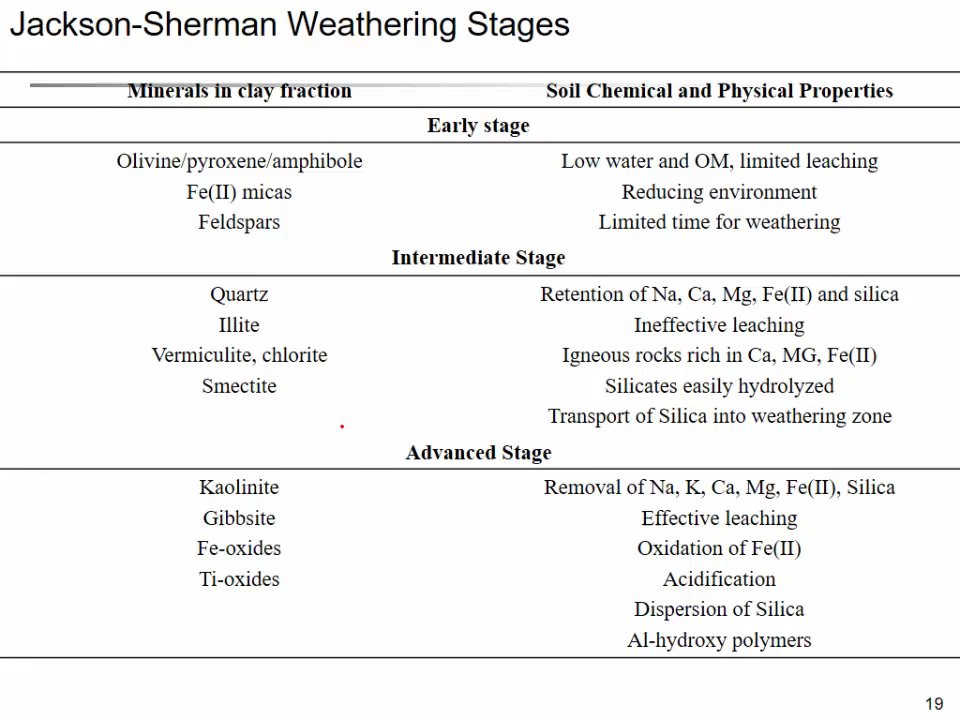 Jackson-Sherman Weathering Stages
Minerals in clay fraction Soil Chemical and Physical Properties
Early stage
Olivine/pyroxene/amphibole Low water and OM, limited leaching
Fe(II) micas Reducing environment
Feldspars Limited time for weathering
Intermediate Stage
Quartz Retention of Na, Ca, Mg, Fe(II) and silica
Illite Ineffective leaching
Vermiculite, chlorite Igneous rocks rich in Ca, MG, Fe(II)
Smectite Silicates easily hydrolyzed
Transport of Silica into weathering zone
Advanced Stage
Kaolinite Removal of Na, K, Ca, Mg, Fe(II), Silica
Gibbsite Effective leaching
Fe-oxides Oxidation of Fe(II)
Ti-oxides Acidification
Dispersion of Silica
Al-hydroxy polymers
19